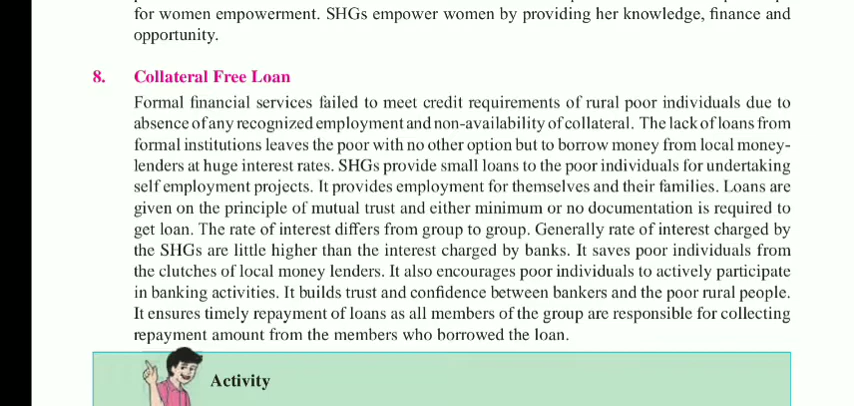 for women empowerment. SHGs empower women by providing her knowledge, finance and
opportunity.
8. Collateral Free Loan
Formal financial services failed to meet credit requirements of rural poor individuals due to
absence of any recognized employment and non-availability of collateral. The lack of loans from
formal institutions leaves the poor with no other option but to borrow money from local money-
lenders at huge interest rates. SHGs provide small loans to the poor individuals for undertaking
self employment projects. It provides employment for themselves and their families. Loans are
given on the principle of mutual trust and either minimum or no documentation is required to
get loan. The rate of interest differs from group to group. Generally rate of interest charged by
the SHGs are little higher than the interest charged by banks. It saves poor individuals from
the clutches of local money lenders. It also encourages poor individuals to actively participate
in banking activities. It builds trust and confidence between bankers and the poor rural people.
It ensures timely repayment of loans as all members of the group are responsible for collecting
repayment amount from the members who borrowed the loan.
Activity